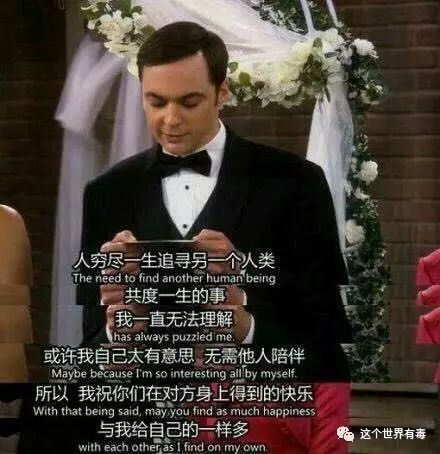 人穷尽一生追寻另一个人类
The need to find another human being
共度一生的事
我一直无法理解
has always puzzled me.
或许我自己太有意思 无需他人陪伴
Maybe because I'm so interesting all by myself.
所以 我祝你们在对方身上得到的快乐
With that being said, may you find as much happiness
与我给自己的一样多
with each other as I find on my own.
这个世界有毒